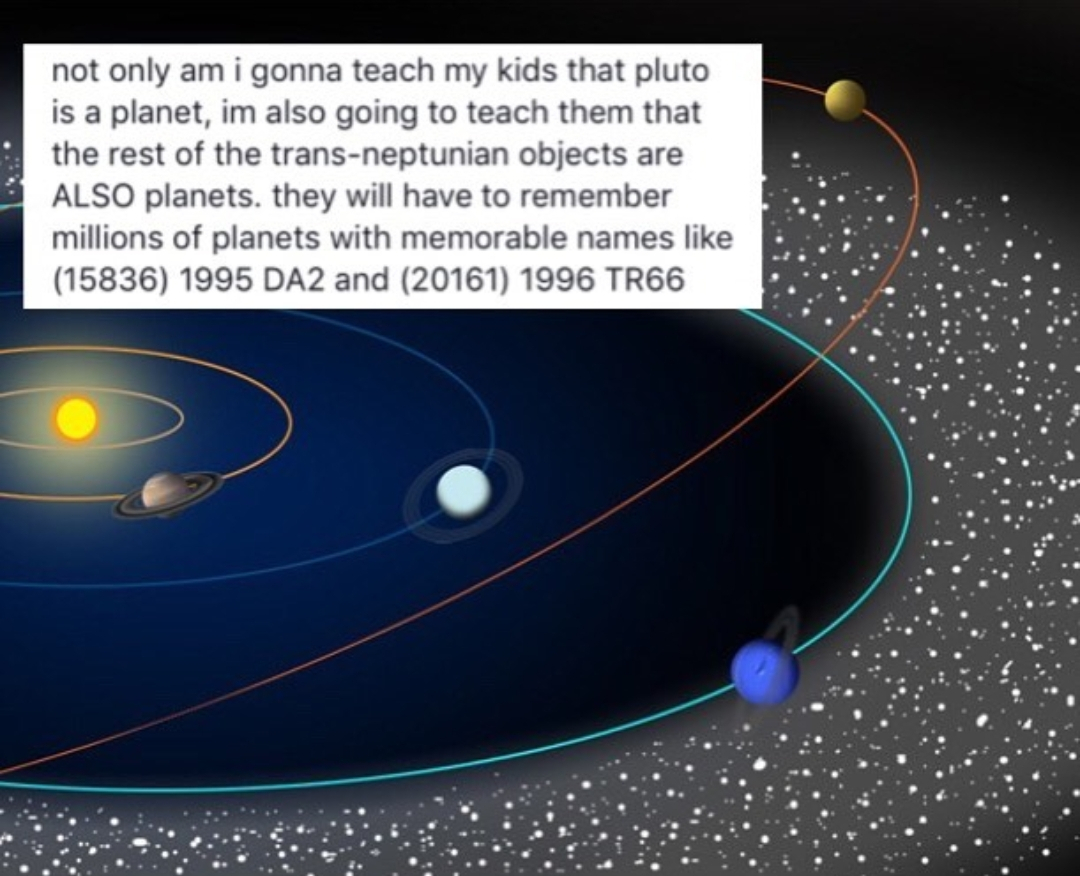 not only am i gonna teach my kids that pluto
is a planet, im also going to teach them that
the rest of the trans-neptunian objects are
ALSO planets. they will have to remember
millions of planets with memorable names like
(15836) 1995 DA2 and (20161) 1996 TR66